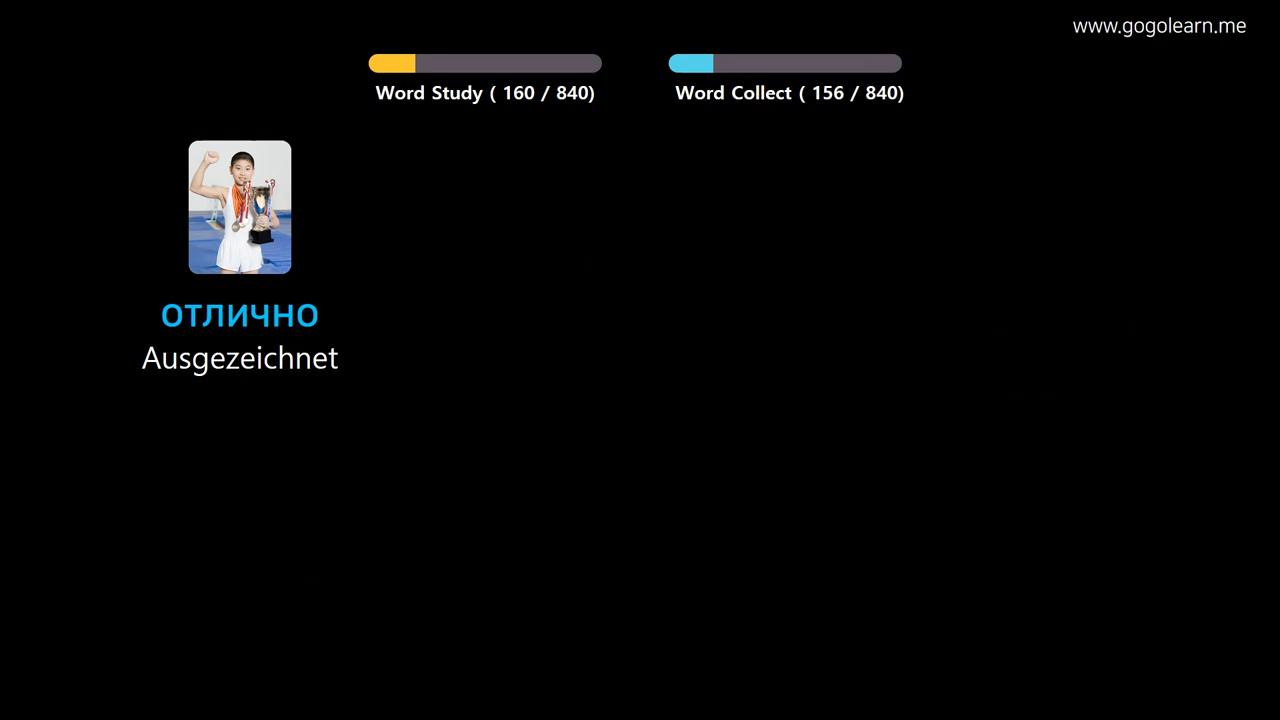 www.gogolearn.me
Word Study ( 160 / 840)
Word Collect ( 156 / 840)
отлично
Ausgezeichnet